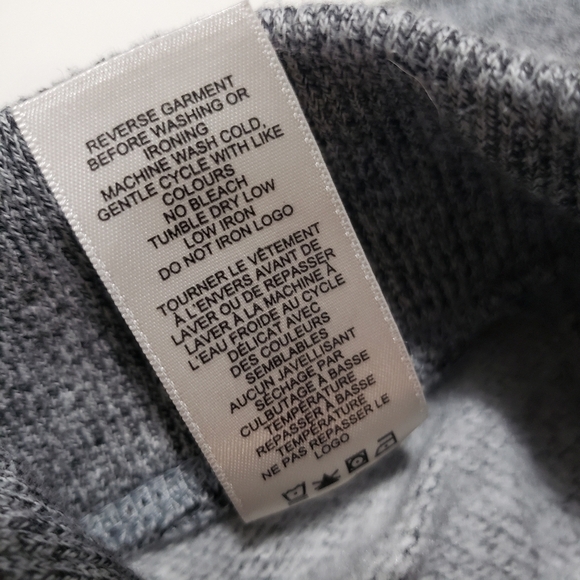 REVERSE GARMENT
BEFORE WASHING OR
IRONING
MACHINE WASH COLD,
GENTLE CYCLE WITH LIKE
COLOURS
NO BLEACH
TUMBLE DRY LOW
LOW IRON
DO NOT IRON LOGO
TOURNER LE VÊTEMENT
À L'ENVERS AVANT DE
LAVER OU DE REPASSER
LAVER À LA MACHINE À
L'EAU FROIDE AU CYCLE
DÉLICAT AVEC
DES COULEURS
SEMBLABLES
AUCUN JAVELLISANT
SÉCHAGE PAR
CULBUTAGE À BASSE
TEMPÉRATURE
REPASSER À BASSE
TEMPÉRATURE
NE PAS REPASSER LE
LOGO